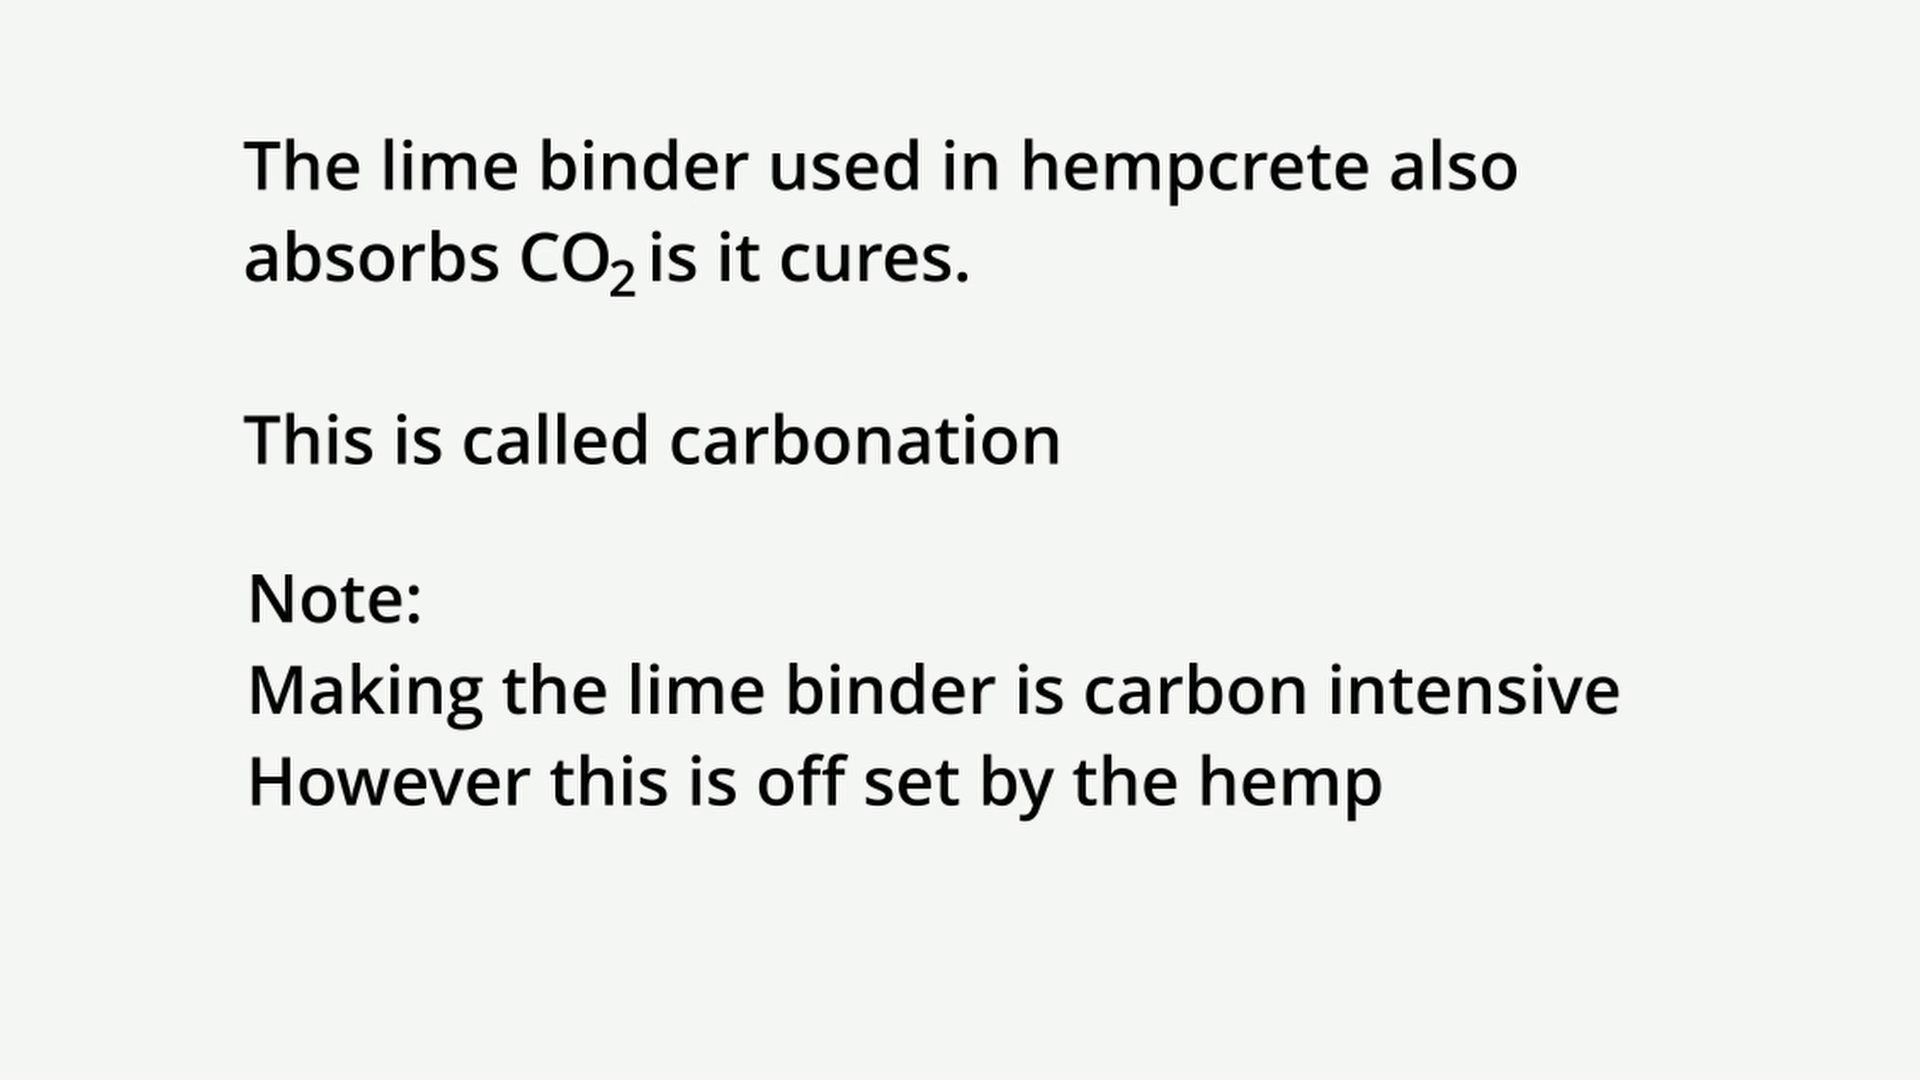 The lime binder used in hempcrete also
absorbs CO₂ is it cures.
This is called carbonation
Note:
Making the lime binder is carbon intensive
However this is off set by the hemp